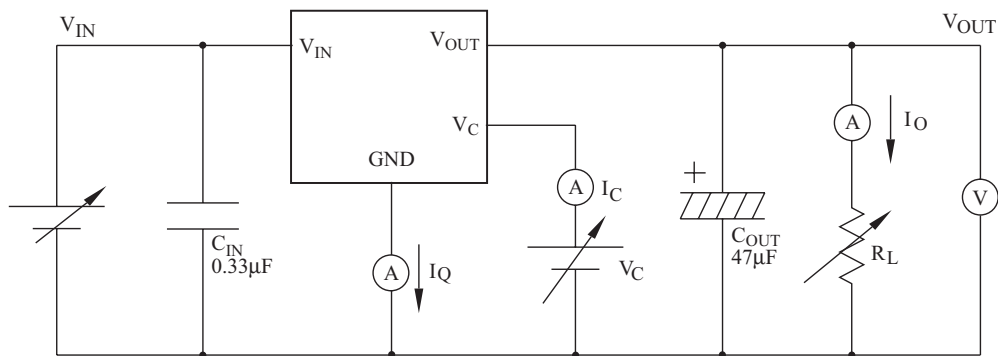 VIN
VOUT
VIN
VOUT
VC
GND
A
IO
A
IC
V
CIN
0.33μF
A
IQ
VC
+
COUT
47μF
RL